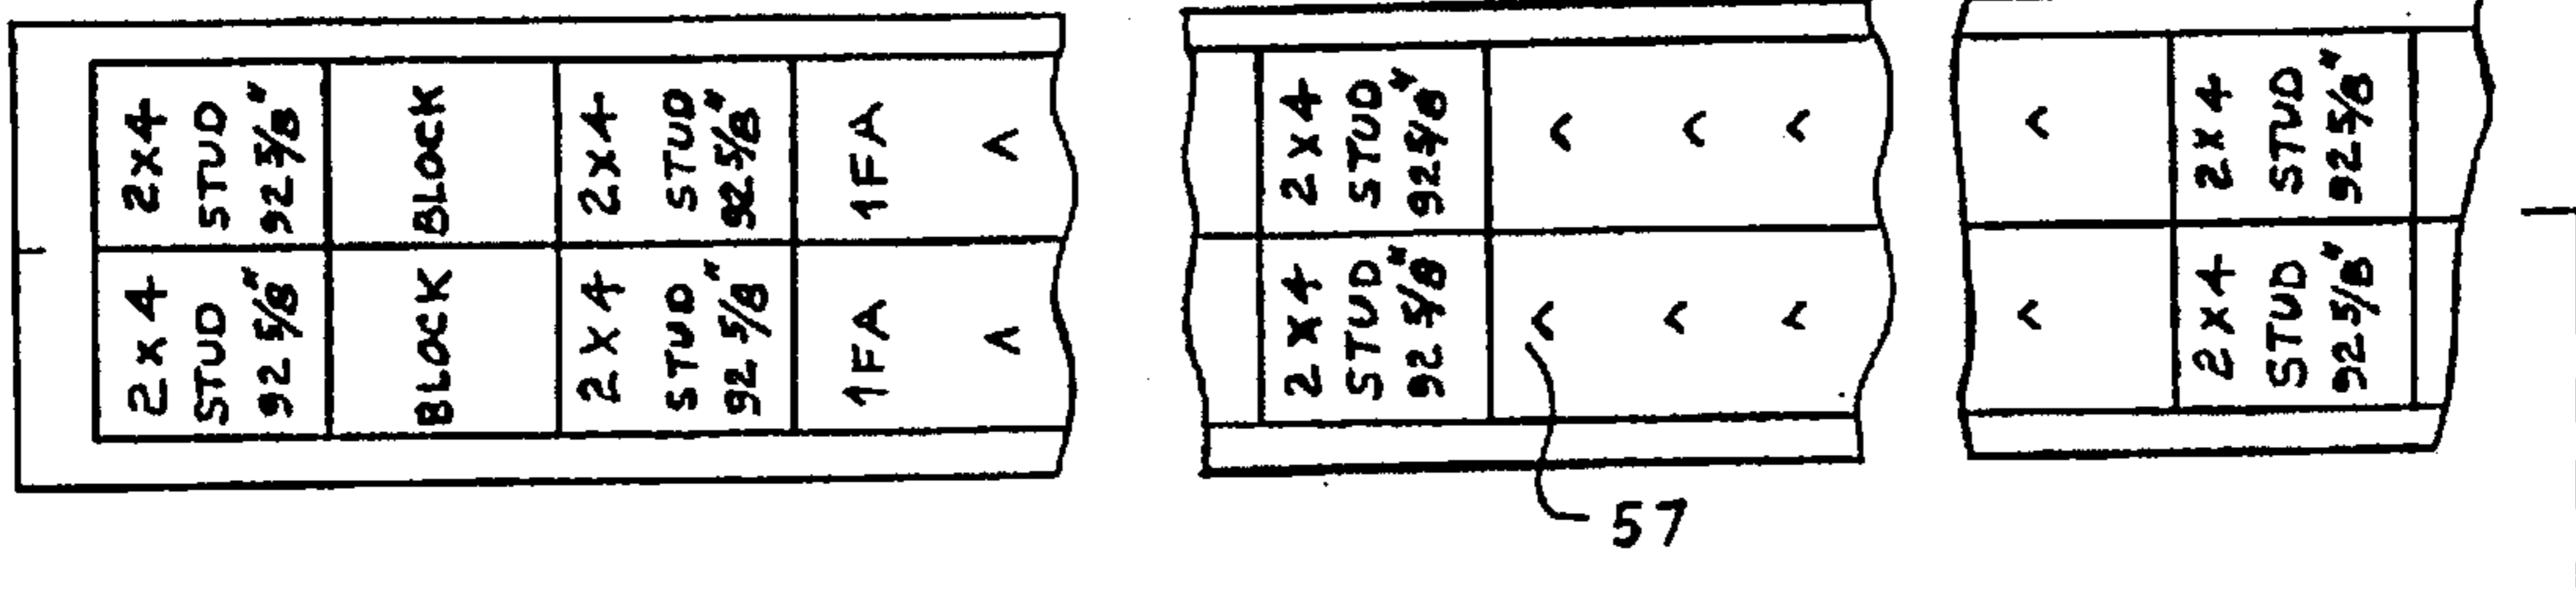 2x4
STUD
92 5/8"
BLOCK
2x4
STUD
92 5/8"
1FA
<
2x4
STUD
92 5/8"
BLOCK
2x4
STUD
92 5/8"
1FA
<
2x4
STUD
92 5/8"
< < <
2x4
STUD
92 5/8"
< < <
<
2x4
STUD
92 5/8"
<
2x4
STUD
92 5/8"
57